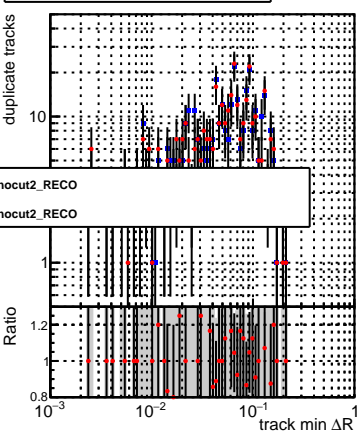 duplicate tracks
10
nocut2_RECO
nocut2_RECO
1
Ratio
1.2
1
0.8
10⁻³
10⁻²
10⁻¹
1
track min ΔR